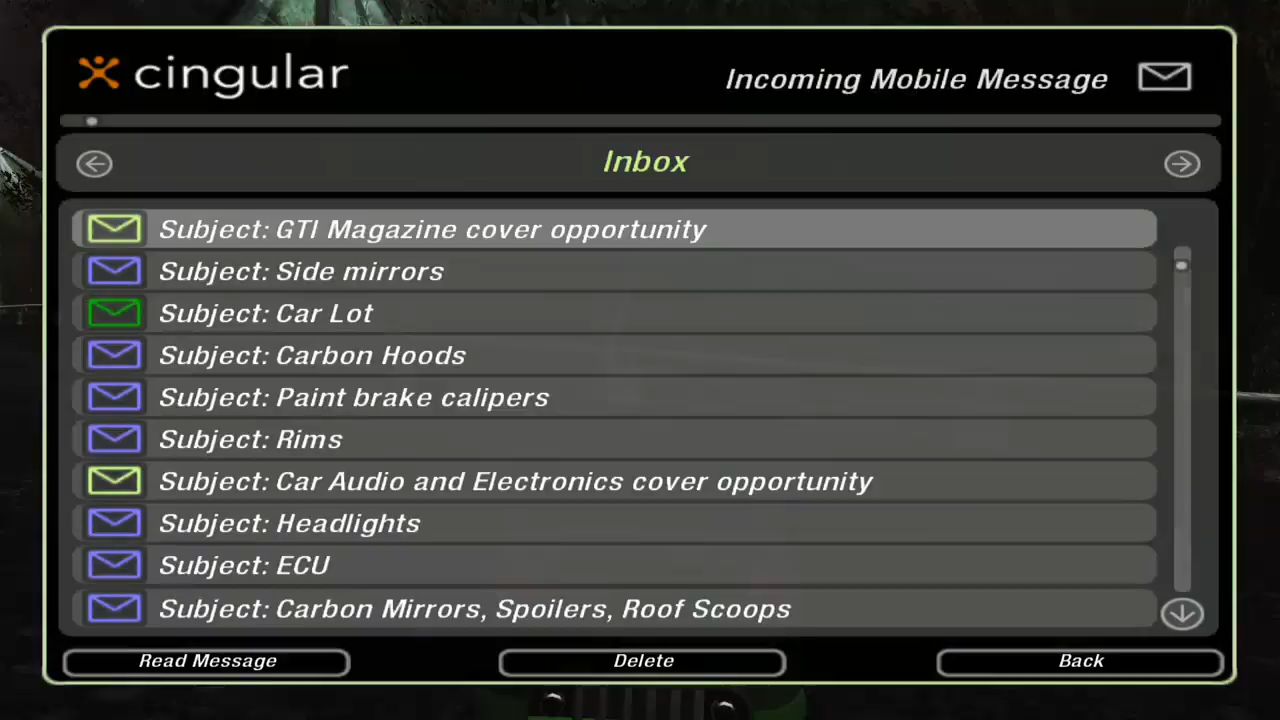 cingular
Incoming Mobile Message
Inbox
Subject: GTI Magazine cover opportunity
Subject: Side mirrors
Subject: Car Lot
Subject: Carbon Hoods
Subject: Paint brake calipers
Subject: Rims
Subject: Car Audio and Electronics cover opportunity
Subject: Headlights
Subject: ECU
Subject: Carbon Mirrors, Spoilers, Roof Scoops
Read Message
Delete
Back